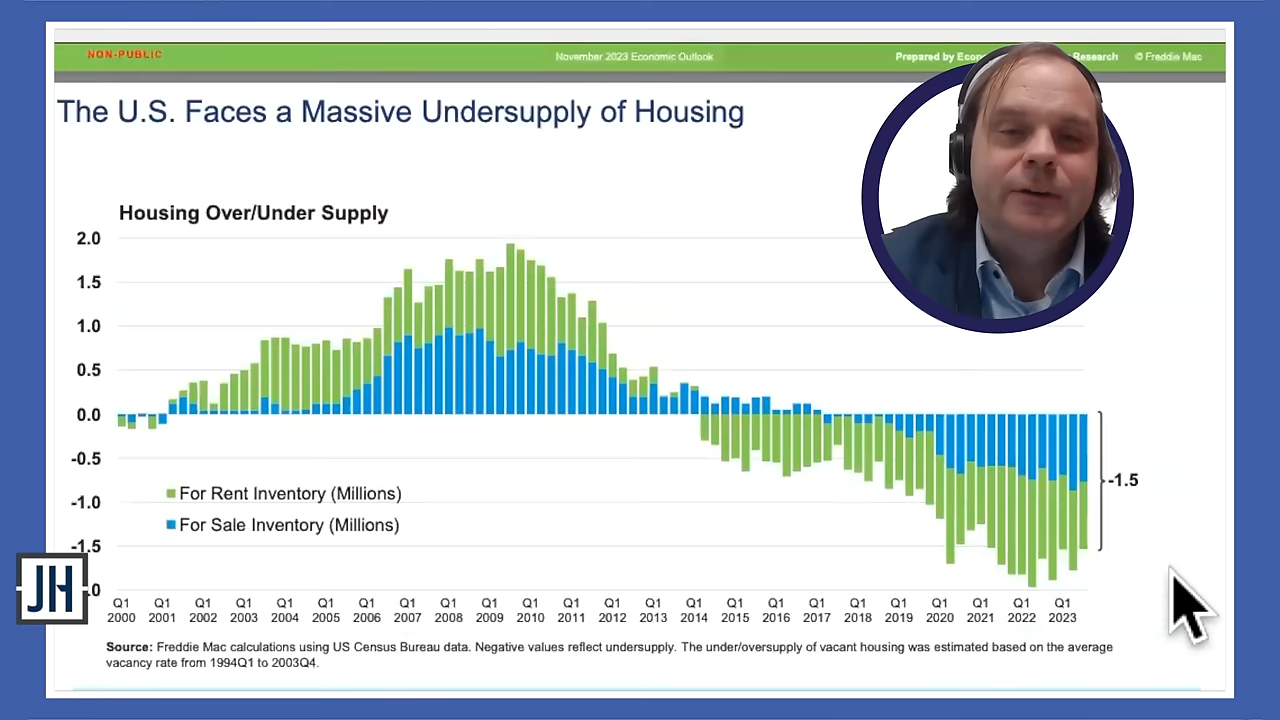 NON-PUBLIC
November 2023 Economic Outlook
Prepared by
Research
© Freddie Mac
The U.S. Faces a Massive Undersupply of Housing
Housing Over/Under Supply
2.0
1.5
1.0
0.5
0.0
-0.5
-1.0
-1.5
.0
For Rent Inventory (Millions)
For Sale Inventory (Millions)
-1.5
JH
Q1 Q1 Q1 Q1 Q1 Q1 Q1 Q1 Q1 Q1 Q1 Q1 Q1 Q1 Q1 Q1 Q1 Q1 Q1 Q1 Q1 Q1 Q1 Q1
2000 2001 2002 2003 2004 2005 2006 2007 2008 2009 2010 2011 2012 2013 2014 2015 2016 2017 2018 2019 2020 2021 2022 2023
Source: Freddie Mac calculations using US Census Bureau data. Negative values reflect undersupply. The under/oversupply of vacant housing was estimated based on the average
vacancy rate from 1994Q1 to 2003Q4.